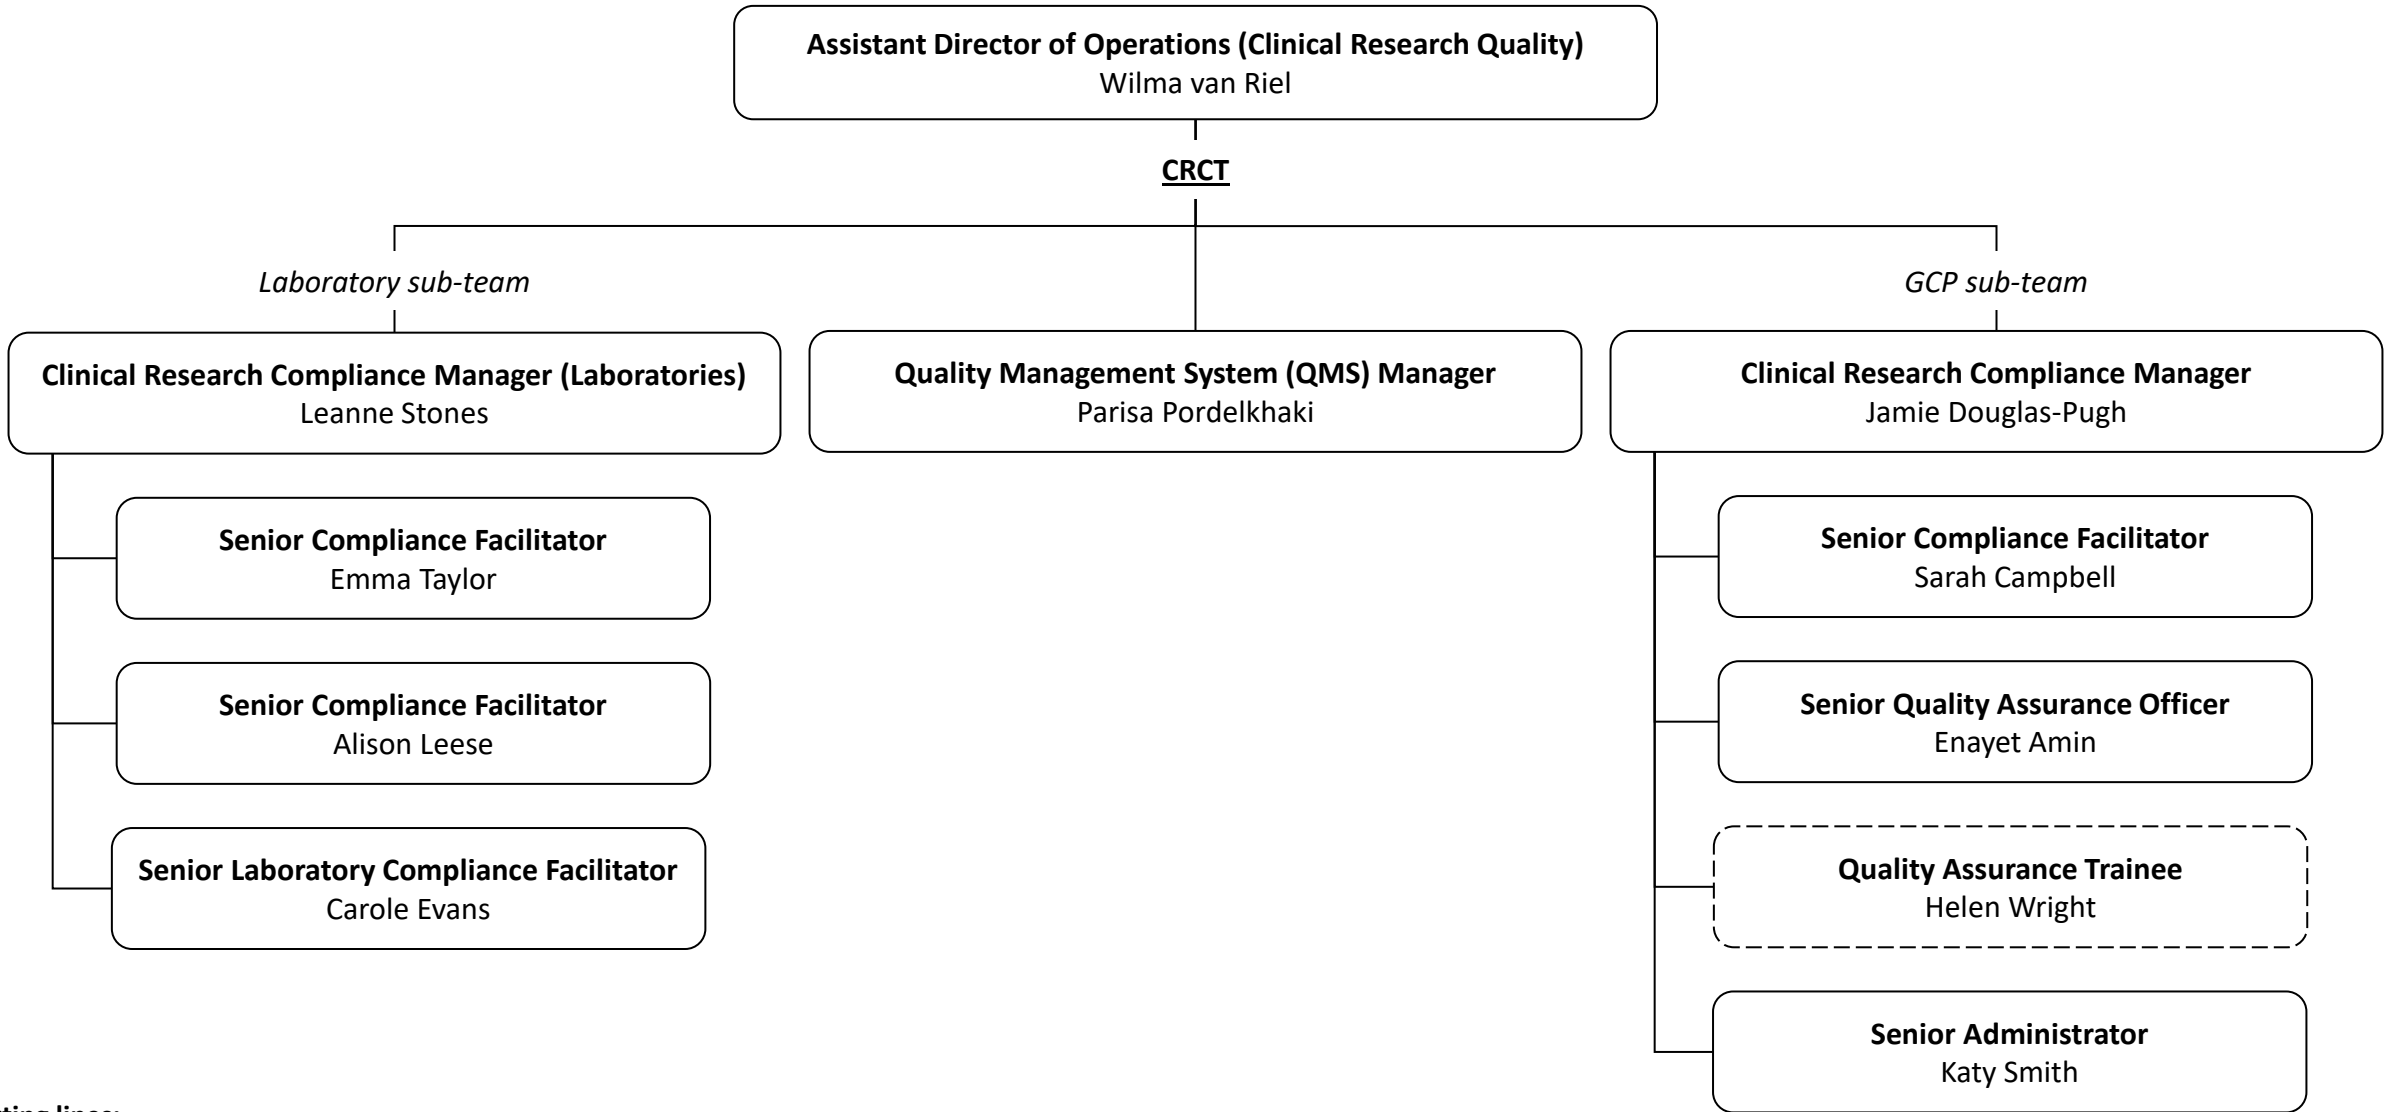 Assistant Director of Operations (Clinical Research Quality)
Wilma van Riel
CRCT
Laboratory sub-team
GCP sub-team
Clinical Research Compliance Manager (Laboratories)
Leanne Stones
Quality Management System (QMS) Manager
Parisa Pordelkhaki
Clinical Research Compliance Manager
Jamie Douglas-Pugh
Senior Compliance Facilitator
Emma Taylor
Senior Compliance Facilitator
Alison Leese
Senior Laboratory Compliance Facilitator
Carole Evans
Senior Compliance Facilitator
Sarah Campbell
Senior Quality Assurance Officer
Enayet Amin
Quality Assurance Trainee
Helen Wright
Senior Administrator
Katy Smith
lines: